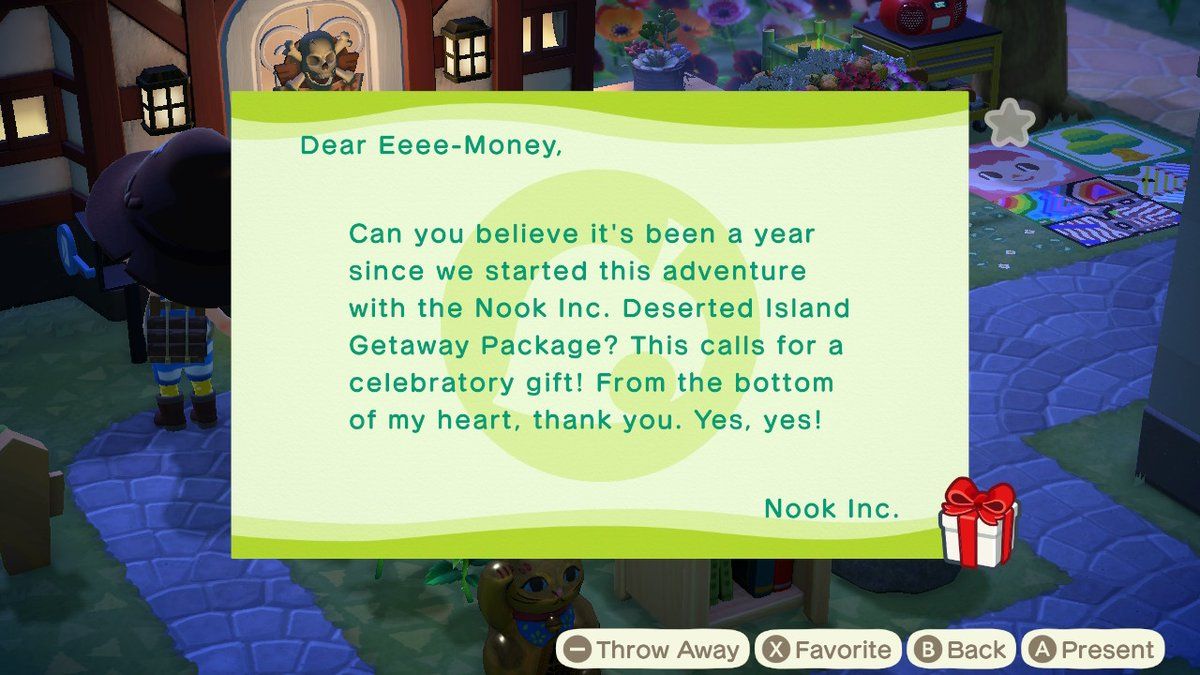 Dear Eeee-Money,
Can you believe it's been a year
since we started this adventure
with the Nook Inc. Deserted Island
Getaway Package? This calls for a
celebratory gift! From the bottom
of my heart, thank you. Yes, yes!
Nook Inc.
- Throw Away X Favorite B Back A Present